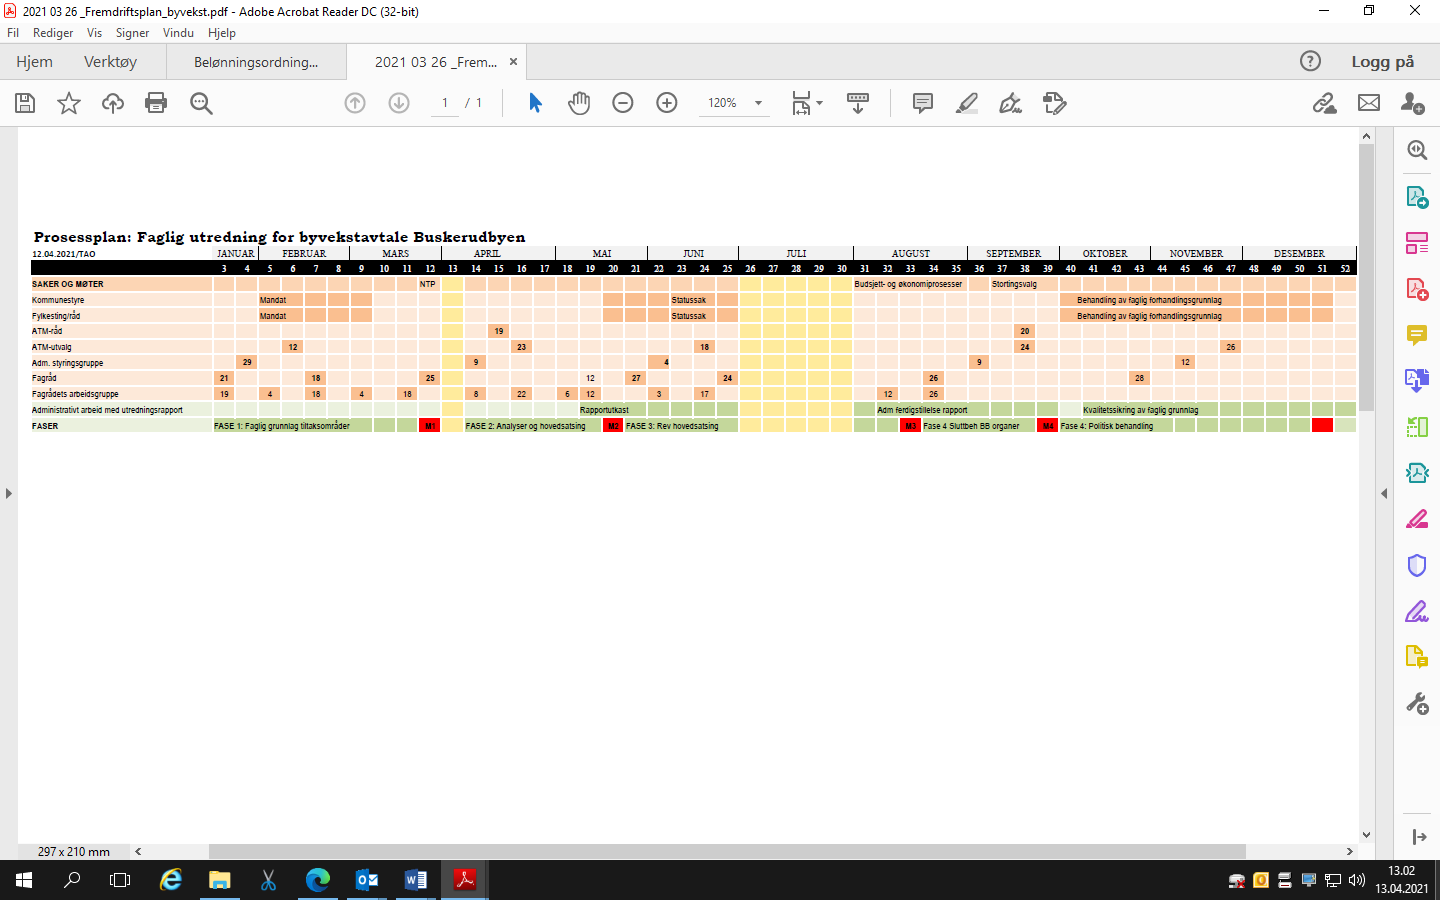 2021 03 26 _Fremdriftsplan_byvekst.pdf - Adobe Acrobat Reader DC (32-bit)
Fil Rediger Vis Signer Vindu Hjelp
Hjem Verktøy Belønningsordning... 2021 03 26 _Frem... × Logg på
1 / 1 120%
Prosessplan: Faglig utredning for byvekstavtale Buskerudbyen
12.04.2021/TAO JANUAR FEBRUAR MARS APRIL MAI JUNI JULI AUGUST SEPTEMBER OKTOBER NOVEMBER DESEMBER
3 4 5 6 7 8 9 10 11 12 13 14 15 16 17 18 19 20 21 22 23 24 25 26 27 28 29 30 31 32 33 34 35 36 37 38 39 40 41 42 43 44 45 46 47 48 49 50 51 52
SAKER OG MØTER NTP Budsjett- og økonomiprosesser Stortingsvalg
Kommunestyre Mandat Statussak Behandling av faglig forhandlingsgrunnlag
Fylkesting/råd Mandat Statussak Behandling av faglig forhandlingsgrunnlag
ATM-råd 19 20
ATM-utvalg 12 23 18 24 26
Adm. styringsgruppe 29 9 4 9 12
Fagråd 21 18 25 12 27 24 26 28
Fagrådets arbeidsgruppe 19 4 18 4 18 8 22 6 12 3 17 12 26
Administrativt arbeid med utredningsrapport Rapportutkast Adm ferdigstillelse rapport Kvalitetssikring av faglig grunnlag
FASER FASE 1: Faglig grunnlag tiltaksområder M1 FASE 2: Analyser og hovedsatsing M2 FASE 3: Rev hovedsatsing M3 Fase 4 Sluttbeh BB organer M4 Fase 4: Politisk behandling
297 x 210 mm
13.02
13.04.2021